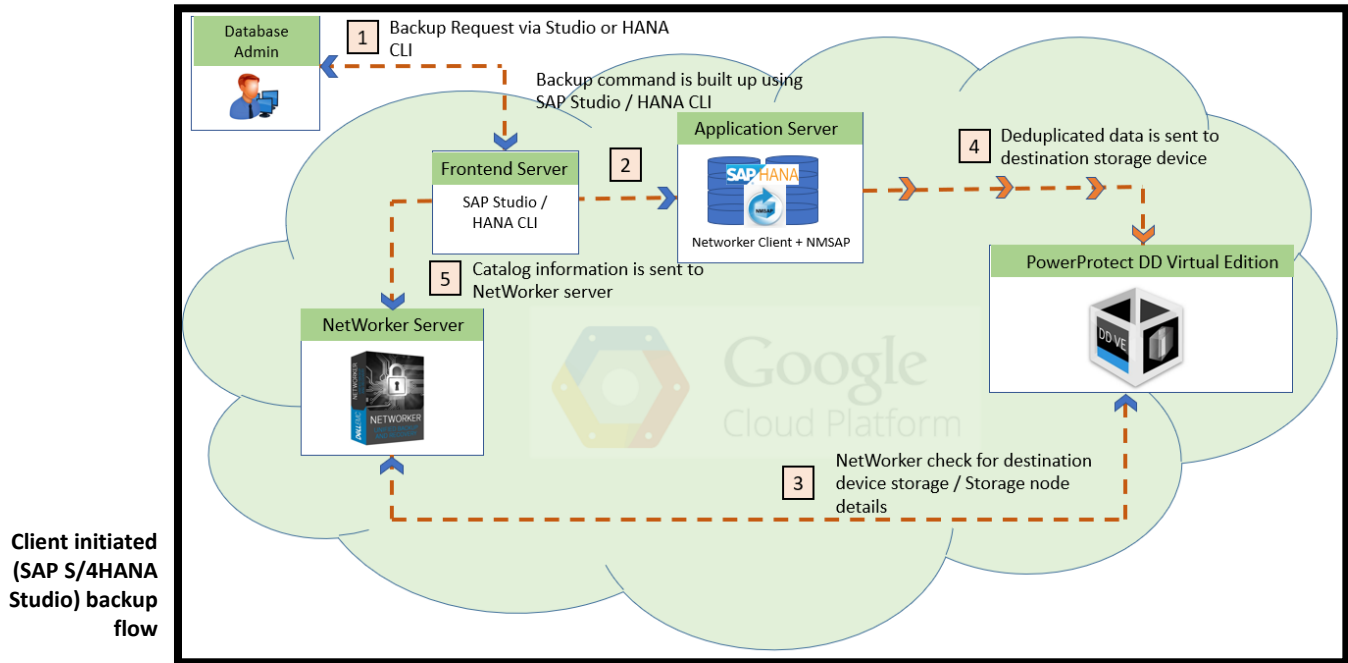 Database
Admin
1
Backup Request via Studio or HANA
CLI
Backup command is built up using
SAP Studio / HANA CLI
Application Server
SAP HANA
NMSAP
Networker Client + NMSAP
4
Deduplicated data is sent to
destination storage device
Frontend Server
SAP Studio /
HANA CLI
2
5
Catalog information is sent to
NetWorker server
PowerProtect DD Virtual Edition
DD VE
NetWorker Server
NETWORKER
NETWORKER
DELLEMC
Google
Cloud Platform
3
NetWorker check for destination
device storage / Storage node
details
Client initiated
(SAP S/4HANA
Studio) backup
flow